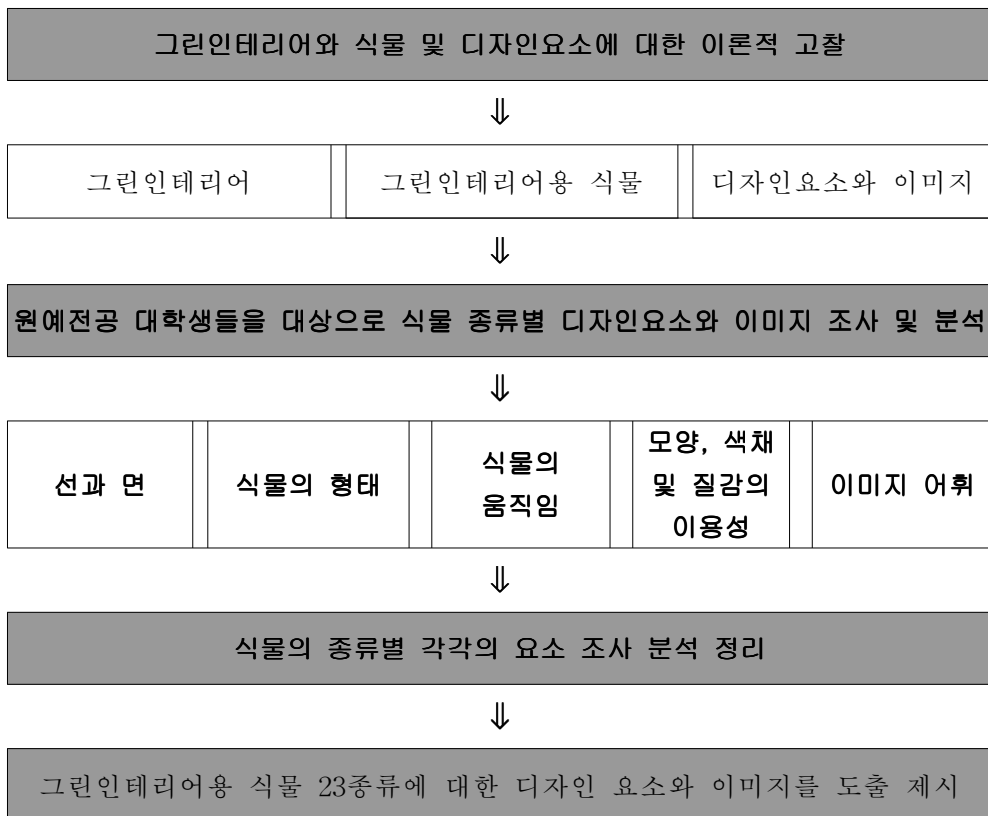 그린인테리어와 식물 및 디자인요소에 대한 이론적 고찰
⇓
그린인테리어
그린인테리어용 식물
디자인요소와 이미지
⇓
원예전공 대학생들을 대상으로 식물 종류별 디자인요소와 이미지 조사 및 분석
⇓
선과 면
식물의 형태
식물의
움직임
모양, 색채
및 질감의
이용성
이미지 어휘
⇓
식물의 종류별 각각의 요소 조사 분석 정리
⇓
그린인테리어용 식물 23종류에 대한 디자인 요소와 이미지를 도출 제시